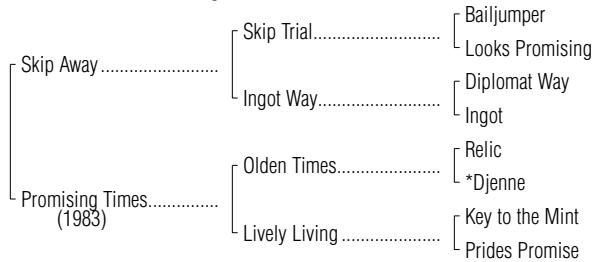 Bailjumper
Skip Trial.....................
Looks Promising
Skip Away .........................
Diplomat Way
Ingot Way..........................
Ingot
Relic
Olden Times......................
*Djenne
Promising Times...............
(1983)
Key to the Mint
Lively Living .....................
Prides Promise